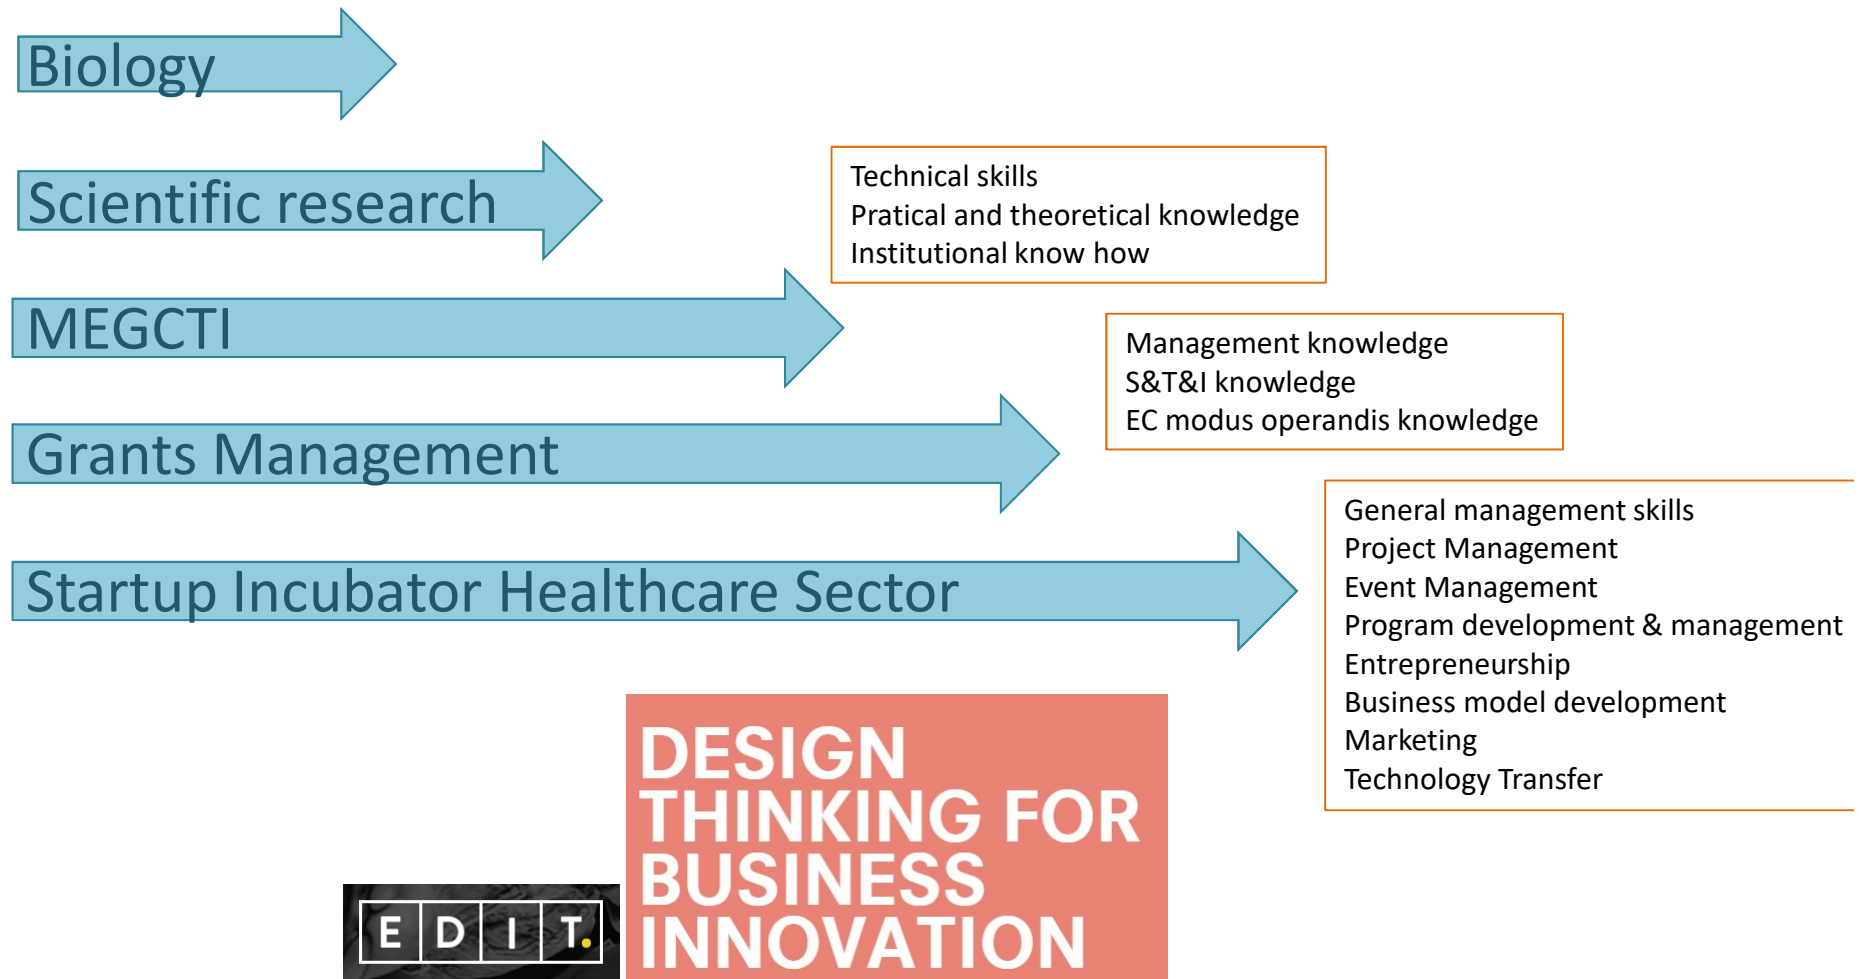 Biology
Scientific research
Technical skills
Pratical and theoretical knowledge
Institutional know how
MEGCTI
Management knowledge
S&T&I knowledge
EC modus operandis knowledge
Grants Management
General management skills
Project Management
Event Management
Program development & management
Entrepreneurship
Business model development
Marketing
Technology Transfer
Startup Incubator Healthcare Sector
DESIGN
THINKING FOR
BUSINESS
INNOVATION
EDIT.